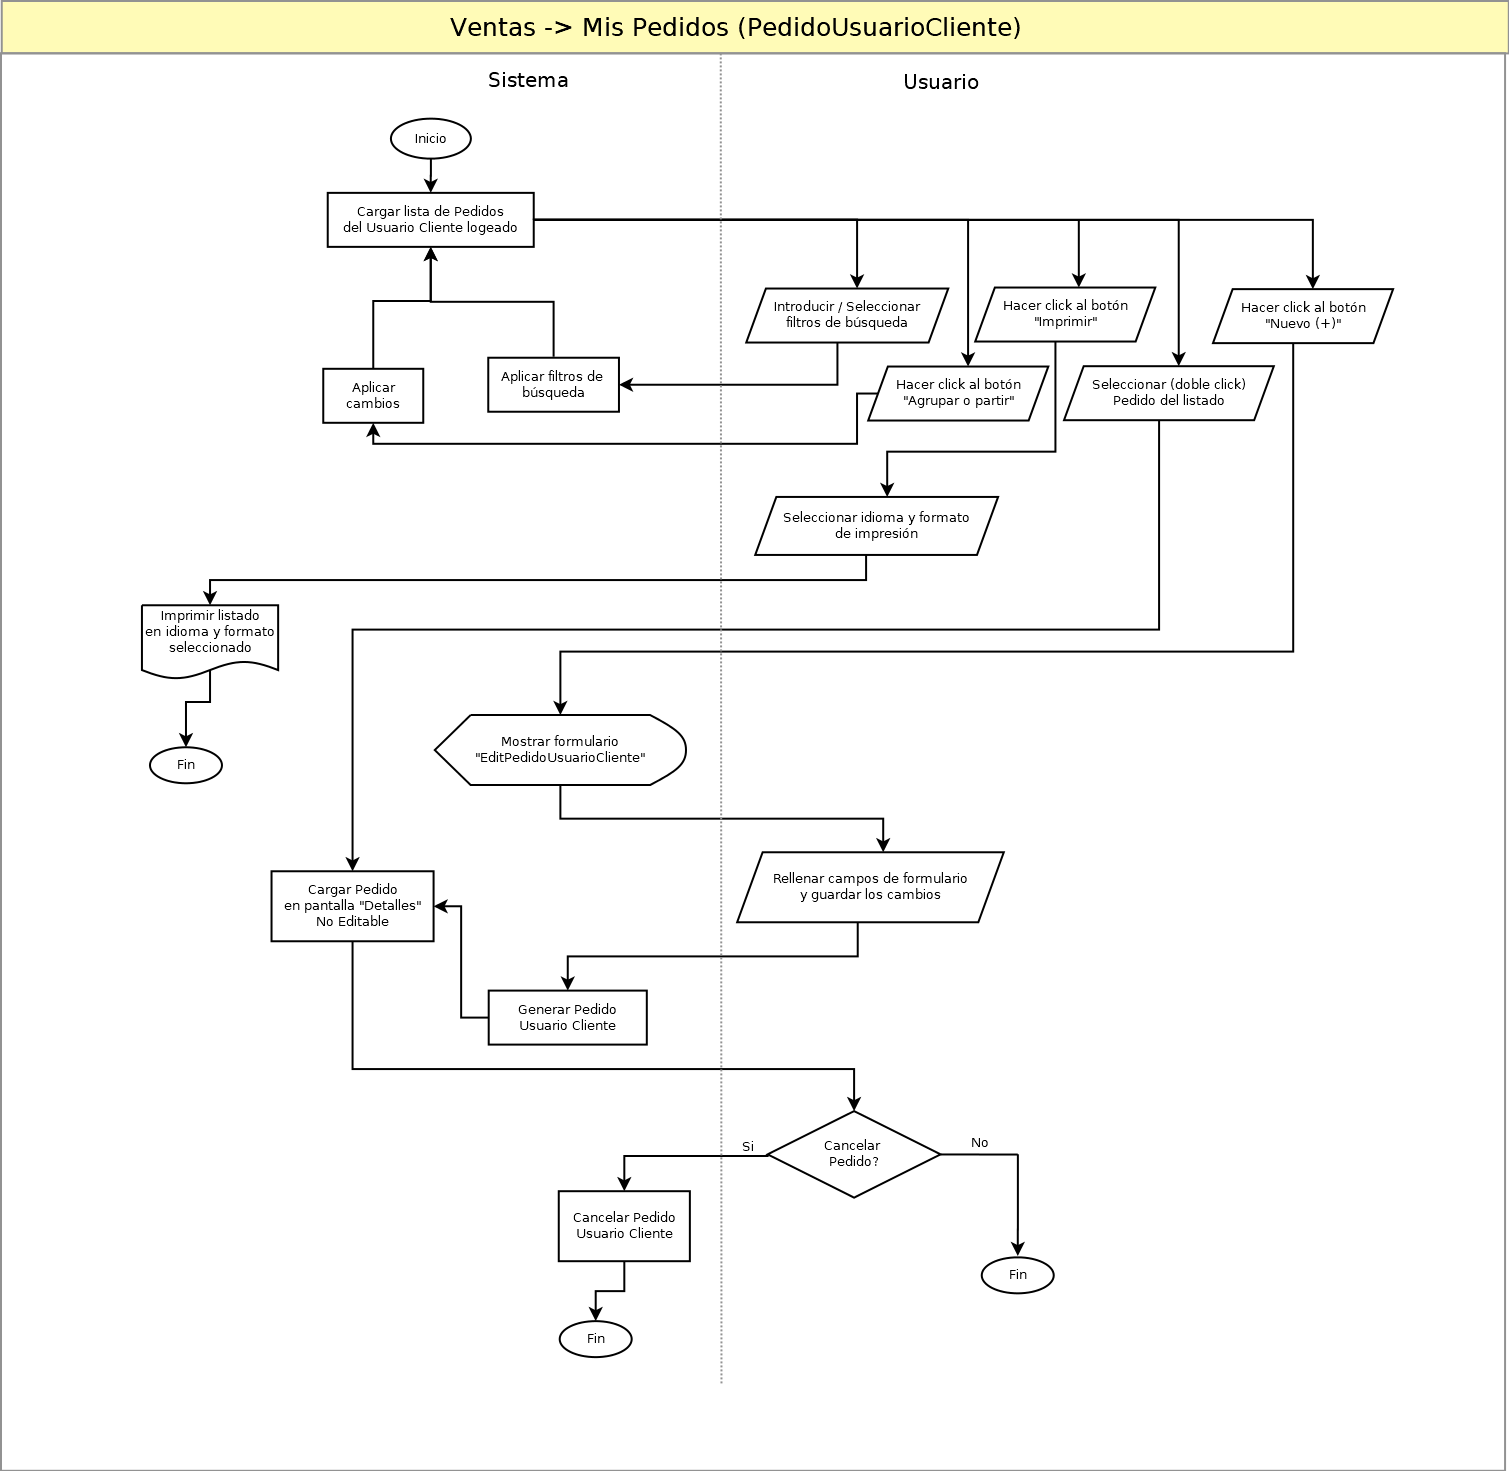 Ventas -> Mis Pedidos (PedidoUsuarioCliente)
Sistema
Usuario
Inicio
Cargar lista de Pedidos
del Usuario Cliente logeado
Introducir / Seleccionar
filtros de búsqueda
Hacer click al botón
"Imprimir"
Hacer click al botón
"Nuevo (+)"
Aplicar
cambios
Aplicar filtros de
búsqueda
Hacer click al botón
"Agrupar o partir"
Seleccionar (doble click)
Pedido del listado
Seleccionar idioma y formato
de impresión
Imprimir listado
en idioma y formato
seleccionado
Fin
Mostrar formulario
"EditPedidoUsuarioCliente"
Cargar Pedido
en pantalla "Detalles"
No Editable
Rellenar campos de formulario
y guardar los cambios
Generar Pedido
Usuario Cliente
Si
Cancelar
Pedido?
No
Cancelar Pedido
Usuario Cliente
Fin
Fin